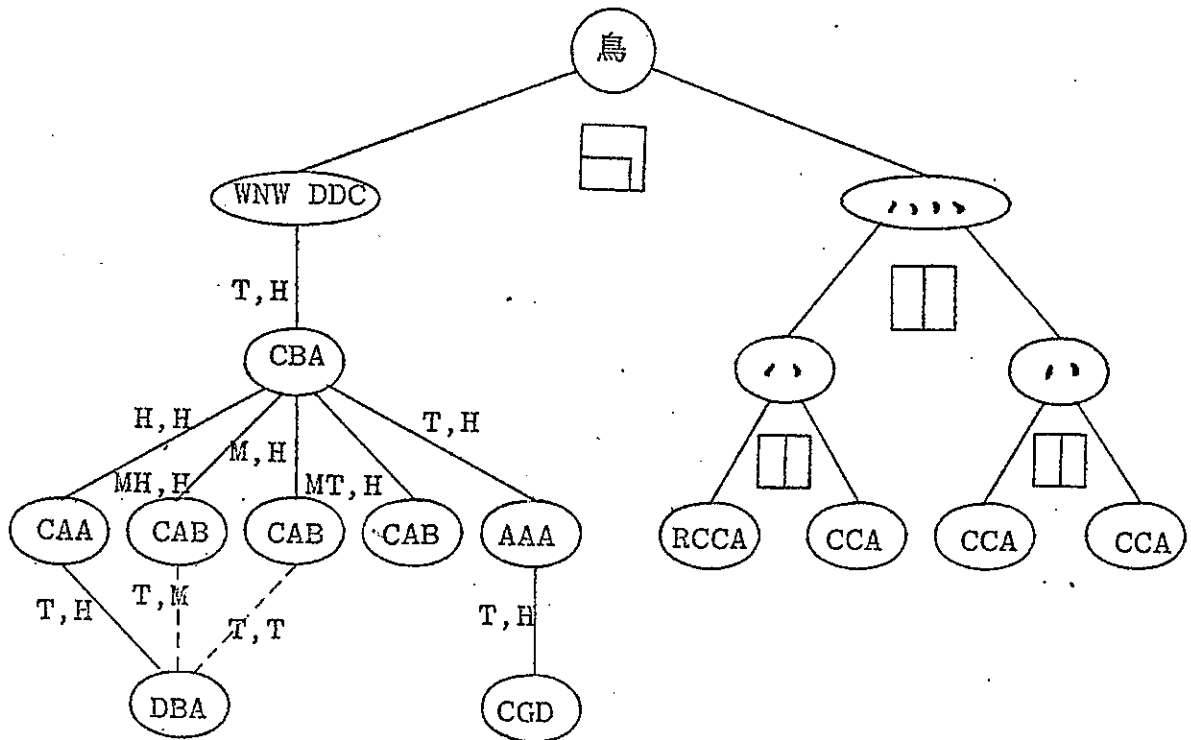 鳥
WNW DDC
T,H
CBA
H,H
T,H
M,H
MH,H
MT,H
CAA
CAB
CAB
CAB
AAA
RCCA
CCA
CCA
CCA
T,H
T,M
T,T
T,H
DBA
CGD